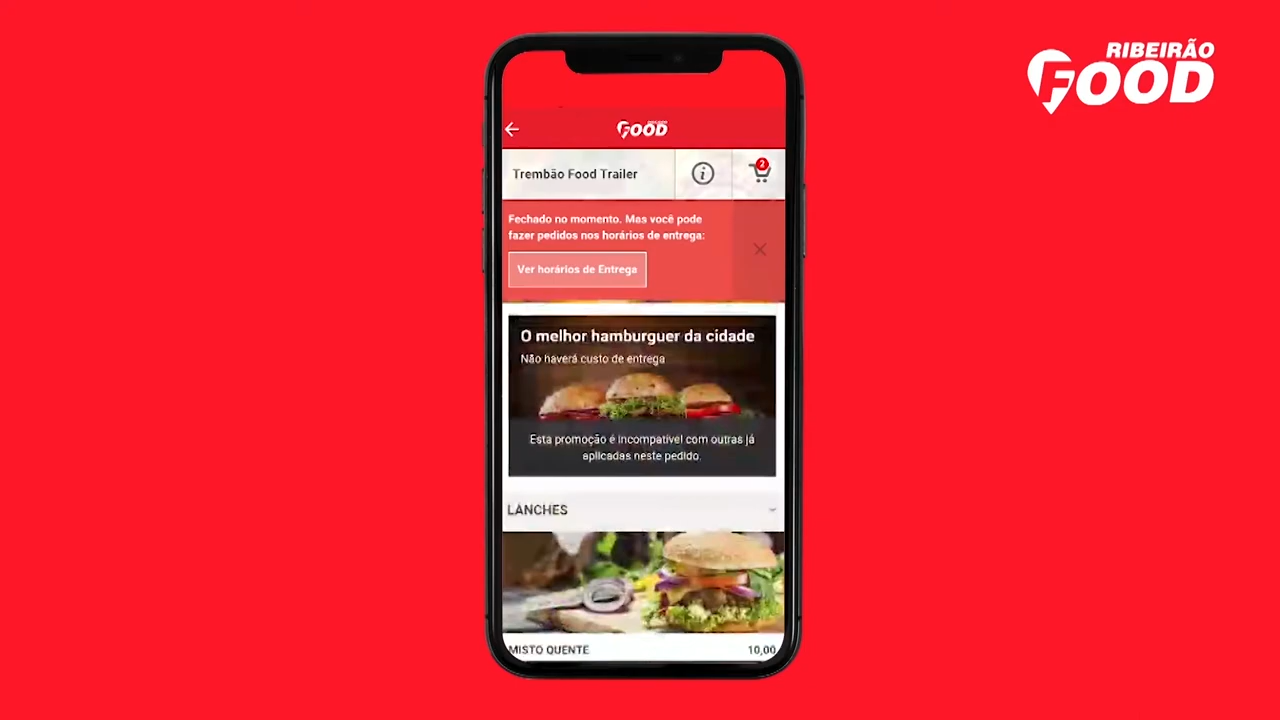 RIBEIRÃO
FOOD
FOOD
Trembão Food Trailer
2
Fechado no momento. Mas você pode
fazer pedidos nos horários de entrega:
Ver horários de Entrega
O melhor hamburguer da cidade
Não haverá custo de entrega
Esta promoção é incompatível com outras já
aplicadas neste pedido.
LANCHES
MISTO QUENTE 10,00